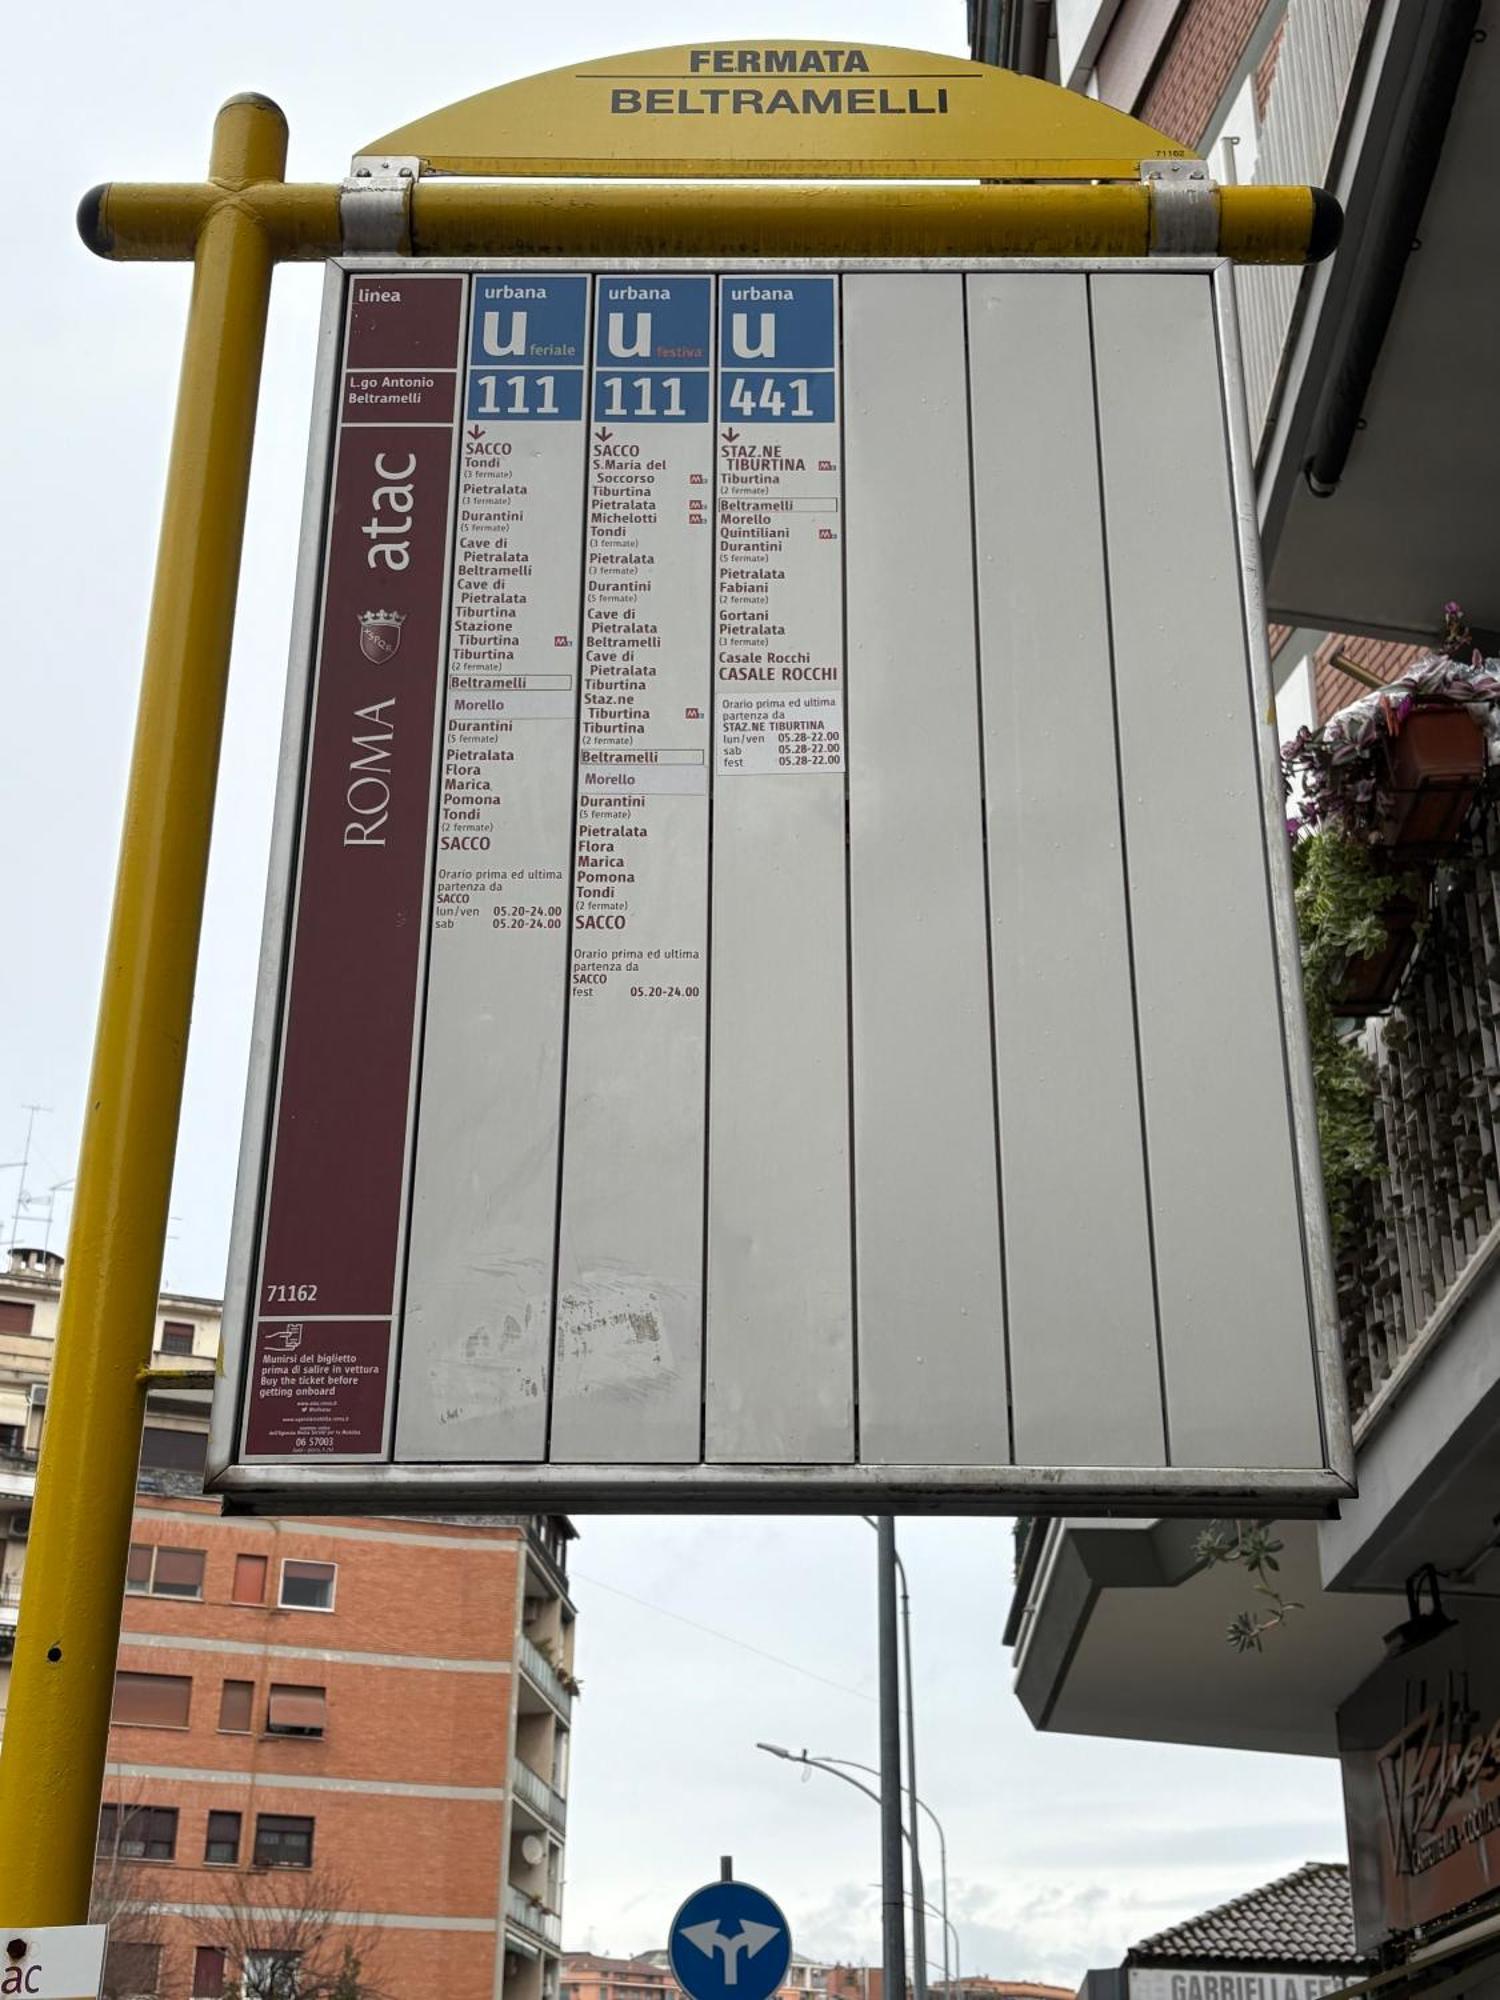 FERMATA
BELTRAMELLI
71162
linea
L.go Antonio
Beltramelli
atac
SPQR
ROMA
71162
Munirsi del biglietto
prima di salire in vettura
Buy the ticket before
getting onboard
06 57003
urbana
u feriale
111
SACCO
Tondi
(3 fermate)
Pietralata
(3 fermate)
Durantini
(5 fermate)
Cave di
Pietralata
Beltramelli
Cave di
Pietralata
Tiburtina
Stazione
Tiburtina M
Tiburtina
(2 fermate)
Beltramelli
Morello
Durantini
(5 fermate)
Pietralata
Flora
Marica
Pomona
Tondi
(2 fermate)
SACCO
Orario prima ed ultima
partenza da
SACCO
lun/ven 05.20-24.00
sab 05.20-24.00
urbana
u festiva
111
SACCO
S.Maria del
Soccorso M
Tiburtina
Pietralata M
Michelotti M
Tondi
(3 fermate)
Pietralata
(3 fermate)
Durantini
(5 fermate)
Cave di
Pietralata
Beltramelli
Cave di
Pietralata
Tiburtina
Staz.ne
Tiburtina M
Tiburtina
(2 fermate)
Beltramelli
Morello
Durantini
(5 fermate)
Pietralata
Flora
Marica
Pomona
Tondi
(2 fermate)
SACCO
Orario prima ed ultima
partenza da
SACCO
fest 05.20-24.00
urbana
u
441
STAZ.NE
TIBURTINA M
Tiburtina
(2 fermate)
Beltramelli
Morello
Quintiliani M
Durantini
(5 fermate)
Pietralata
Fabiani
(2 fermate)
Gortani
Pietralata
(3 fermate)
Casale Rocchi
CASALE ROCCHI
Orario prima ed ultima
partenza da
STAZ.NE TIBURTINA
lun/ven 05.28-22.00
sab 05.28-22.00
fest 05.28-22.00
ac
GABRIELLA FE